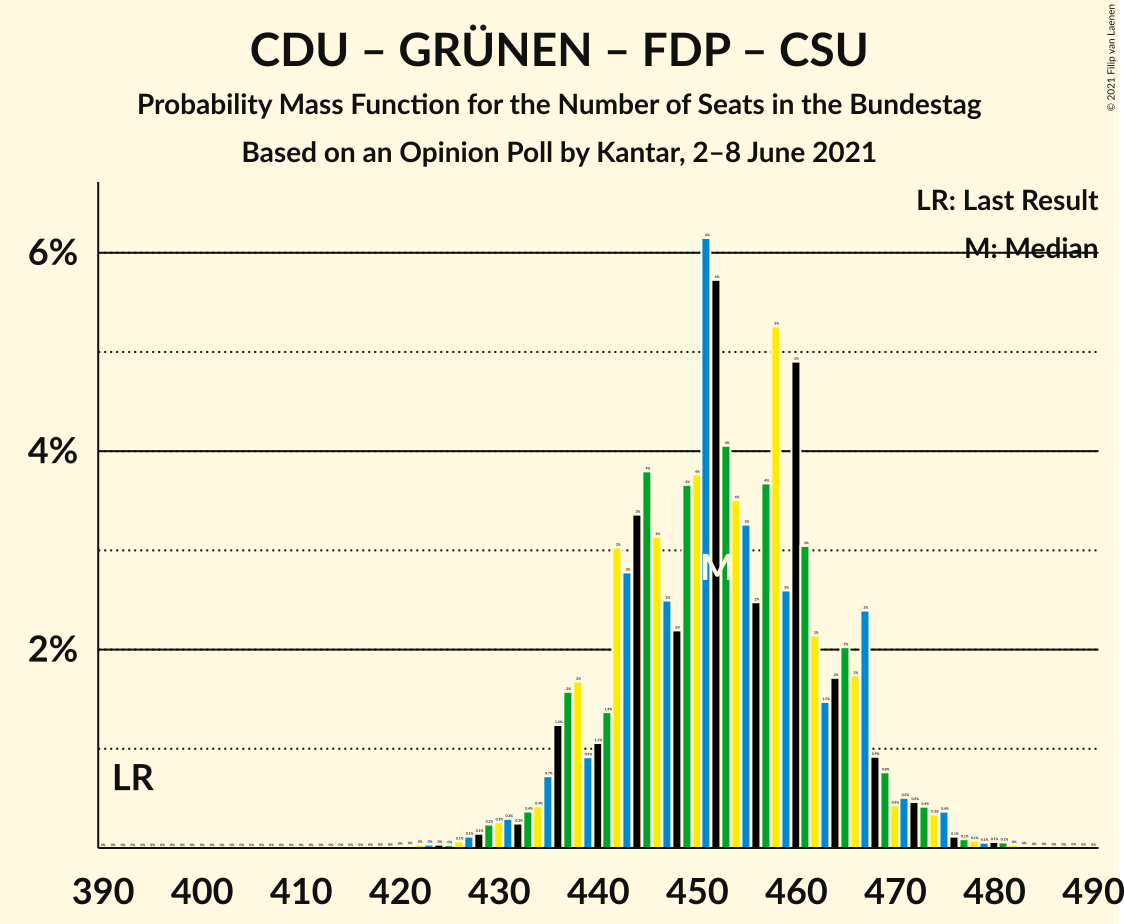 CDU – GRÜNEN – FDP – CSU
Probability Mass Function for the Number of Seats in the Bundestag
Based on an Opinion Poll by Kantar, 2–8 June 2021
© 2021 Filip van Laenen
LR: Last Result
M: Median
6%
4%
2%
M
LR
390 400 410 420 430 440 450 460 470 480 490